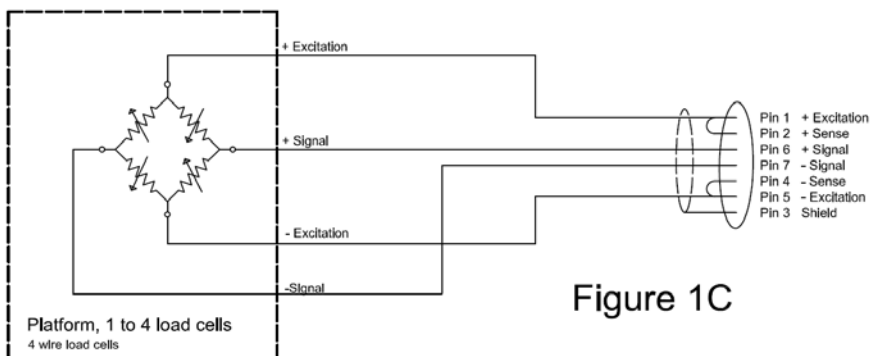 + Excitation
+ Signal
- Excitation
-Signal
Platform, 1 to 4 load cells
4 wire load cells
Pin 1 + Excitation
Pin 2 + Sense
Pin 6 + Signal
Pin 7 - Signal
Pin 4 - Sense
Pin 5 - Excitation
Pin 3 Shield
Figure 1C